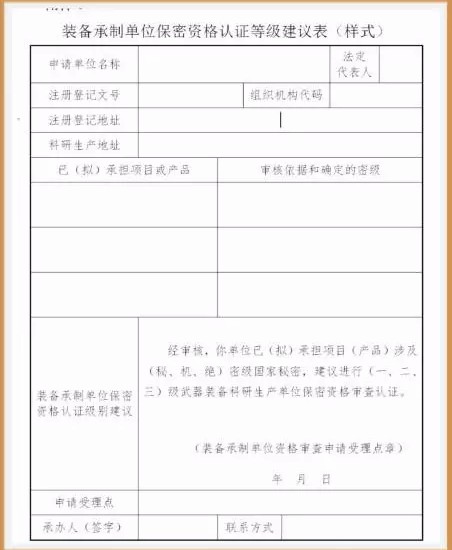 装备承制单位保密资格认证等级建议表（样式）
申请单位名称
法定
代表人
注册登记文号
组织机构代码
注册登记地址
科研生产地址
已（拟）承担项目或产品
审核依据和确定的密级
装备承制单位保密
资格认证级别建议
经审核，你单位已（拟）承担项目（产品）涉及
（秘、机、绝）密级国家秘密，建议进行（一、二、
三）级武器装备科研生产单位保密资格审查认证。
（装备承制单位资格审查申请受理点章）
年 月 日
申请受理点
承办人（签字）
联系方式